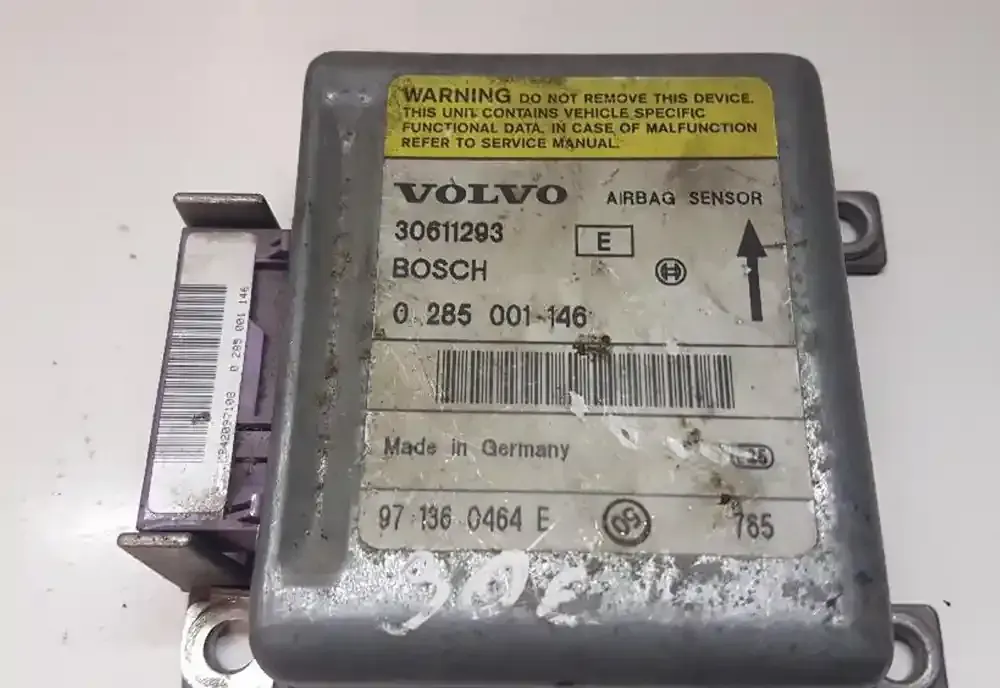 WARNING DO NOT REMOVE THIS DEVICE.
THIS UNIT CONTAINS VEHICLE SPECIFIC
FUNCTIONAL DATA. IN CASE OF MALFUNCTION
REFER TO SERVICE MANUAL.
VOLVO AIRBAG SENSOR
30611293 E
BOSCH
0 285 001 146
Made in Germany
97 136 0464 E 50 765
30E
0 285 001 146